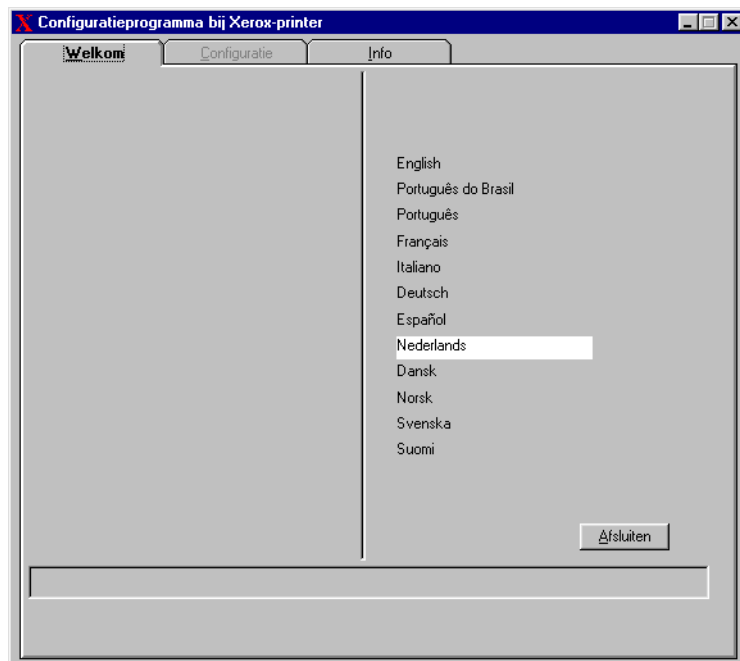 Configuratieprogramma bij Xerox-printer
Welkom Configuratie Info
English
Português do Brasil
Português
Français
Italiano
Deutsch
Español
Nederlands
Dansk
Norsk
Svenska
Suomi
Afsluiten